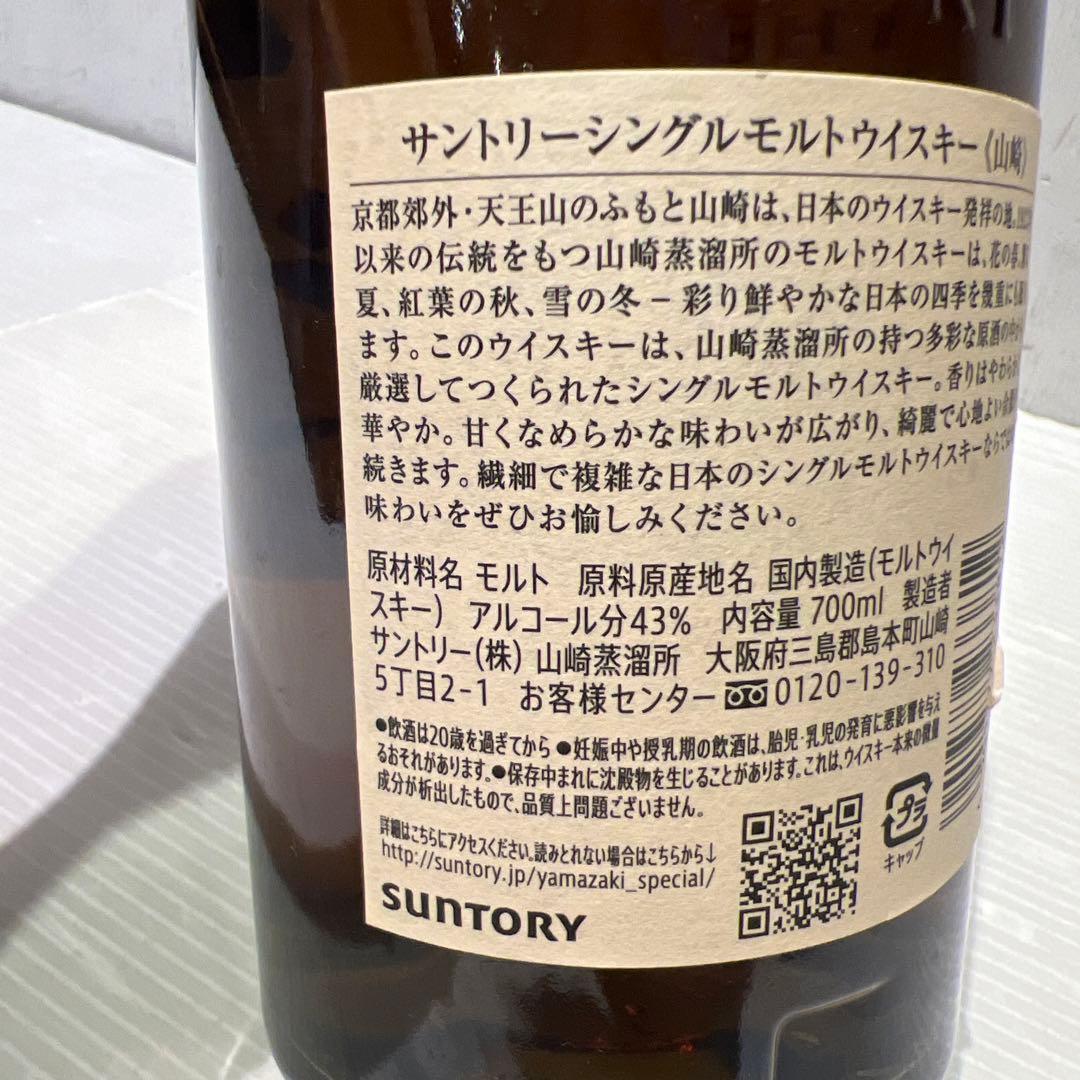 サントリーシングルモルトウイスキー《山崎》
京都郊外・天王山のふもと山崎は、日本のウイスキー発祥の地。
以来の伝統をもつ山崎蒸溜所のモルトウイスキーは、花の春、
夏、紅葉の秋、雪の冬－彩り鮮やかな日本の四季を幾重にも
ます。このウイスキーは、山崎蒸溜所の持つ多彩な原酒の中から
厳選してつくられたシングルモルトウイスキー。香りはやわらか
華やか。甘くなめらかな味わいが広がり、綺麗で心地よい余韻
続きます。繊細で複雑な日本のシングルモルトウイスキーならでは
味わいをぜひお愉しみください。
原材料名 モルト 原料原産地名 国内製造(モルトウイ
スキー) アルコール分43% 内容量 700ml 製造者
サントリー(株) 山崎蒸溜所 大阪府三島郡島本町山崎
5丁目2-1 お客様センター 0120-139-310
●飲酒は20歳を過ぎてから ●妊娠中や授乳期の飲酒は、胎児・乳児の発育に悪影響を与え
るおそれがあります。●保存中まれに沈殿物を生じることがあります。これは、ウイスキー本来の微量
成分が析出したもので、品質上問題ございません。
詳細はこちらにアクセスください。読みとれない場合はこちらから↓
http://suntory.jp/yamazaki_special/
プラ
キャップ
SUNTORY